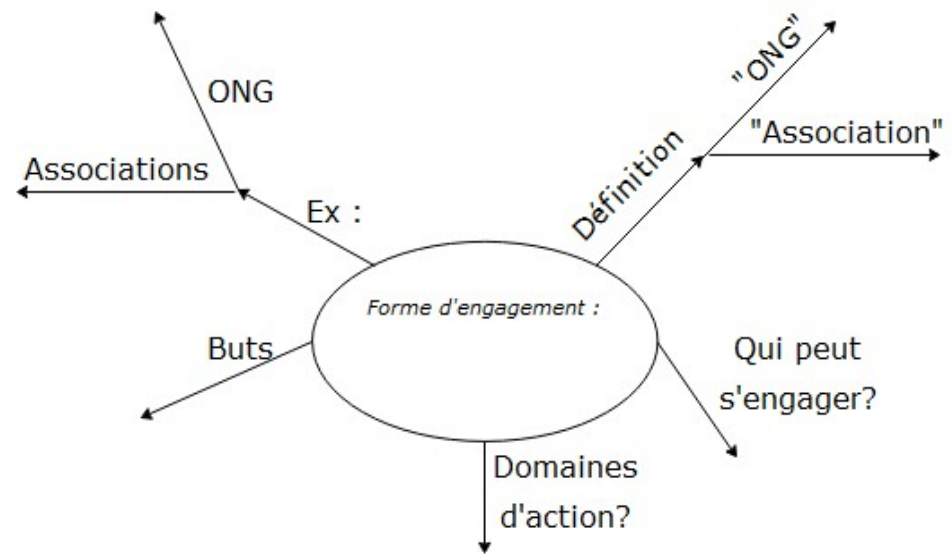 "ONG"
ONG
"Association"
Associations
Définition
Ex :
Forme d'engagement :
Buts
Qui peut
s'engager?
Domaines
d'action?